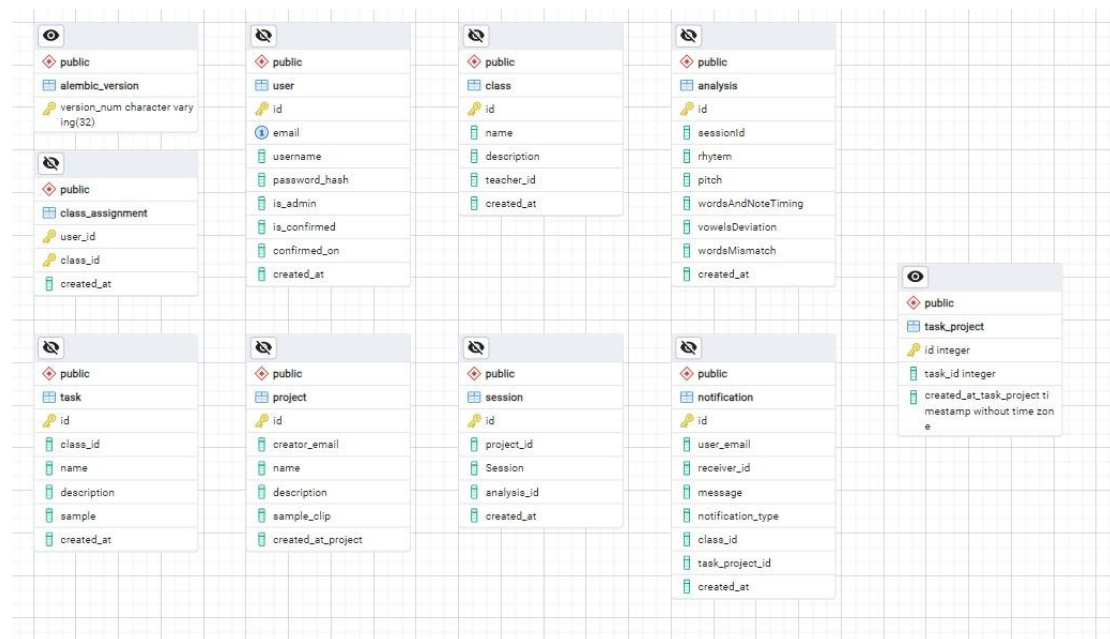 public
alembic_version
version_num character vary
ing(32)
public
class_assignment
user_id
class_id
created_at
public
user
id
email
username
password_hash
is_admin
is_confirmed
confirmed_on
created_at
public
class
id
name
description
teacher_id
created_at
public
analysis
id
sessionId
rhytem
pitch
wordsAndNoteTiming
vowelsDeviation
wordsMismatch
created_at
public
task_project
id integer
task_id integer
created_at_task_project ti
mestamp without time zon
e
public
task
id
class_id
name
description
sample
created_at
public
project
id
creator_email
name
description
sample_clip
created_at_project
public
session
id
project_id
Session
analysis_id
created_at
public
notification
id
user_email
receiver_id
message
notification_type
class_id
task_project_id
created_at